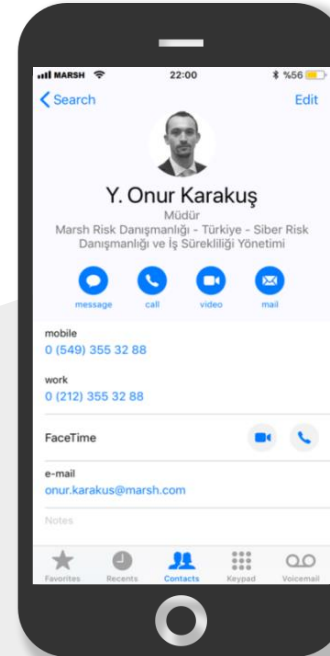 MARSH
22:00
%56
Search
Edit
Y. Onur Karakuş
Müdür
Marsh Risk Danışmanlığı - Türkiye - Siber Risk
Danışmanlığı ve İş Sürekliliği Yönetimi
message
call
video
mail
mobile
0 (549) 355 32 88
work
0 (212) 355 32 88
FaceTime
e-mail
onur.karakus@marsh.com
Notes
Favorites
Recents
Contacts
Keypad
Voicemail